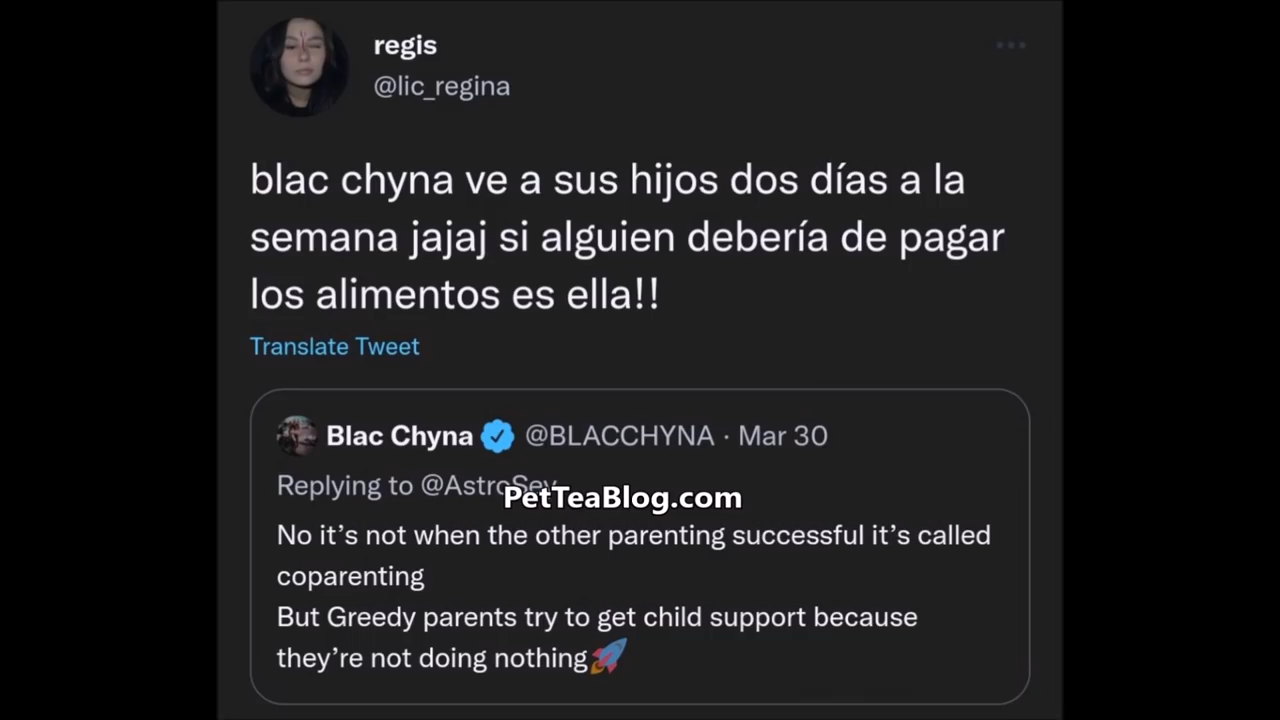 regis
@lic_regina
blac chyna ve a sus hijos dos días a la
semana jajaj si alguien debería de pagar
los alimentos es ella!!
Translate Tweet
Blac Chyna @BLACCHYNA · Mar 30
Replying to @AstroSev
PetTeaBlog.com
No it’s not when the other parenting successful it’s called
coparenting
But Greedy parents try to get child support because
they’re not doing nothing🚀